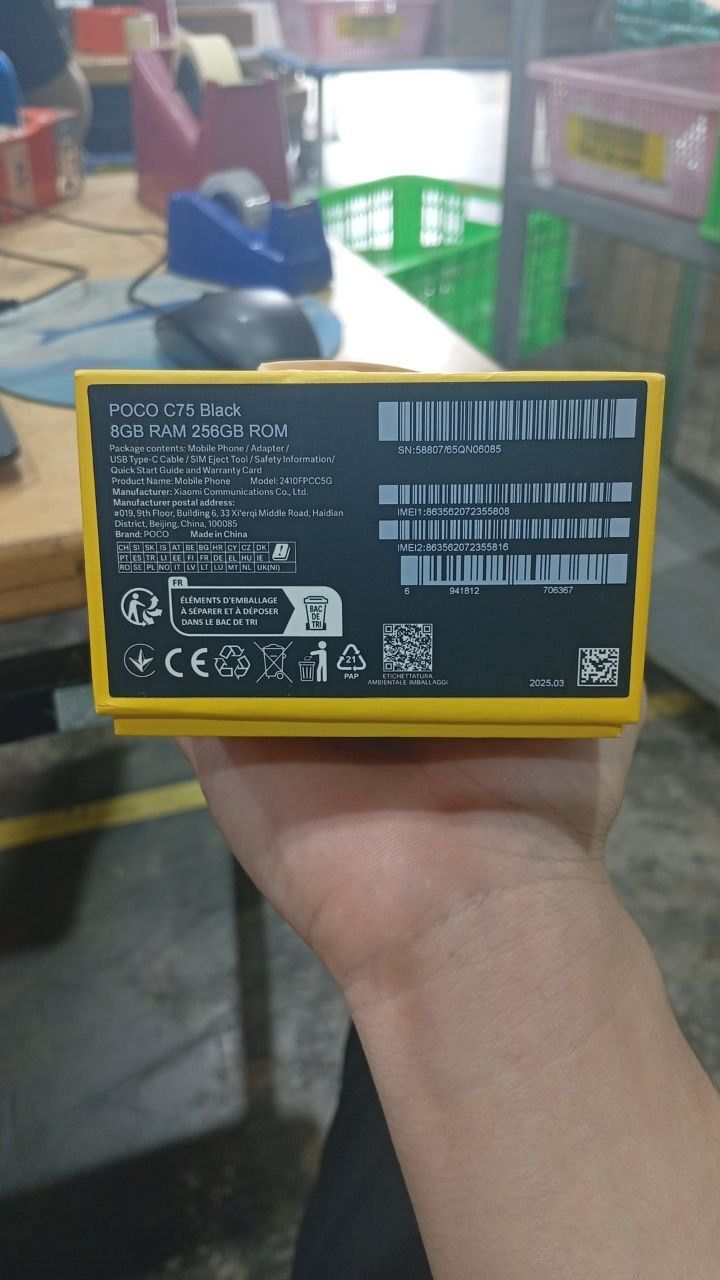 POCO C75 Black
8GB RAM 256GB ROM
Package contents: Mobile Phone / Adapter /
USB Type-C Cable / SIM Eject Tool / Safety Information/
Quick Start Guide and Warranty Card
Product Name: Mobile Phone Model: 2410FPCC5G
Manufacturer: Xiaomi Communications Co., Ltd.
Manufacturer postal address:
#019, 9th Floor, Building 6, 33 Xi'erqi Middle Road, Haidian
District, Beijing, China, 100085
Brand: POCO Made in China
CH SI SK IS AT BE BG HR CY CZ DK
PT ES TR LI EE FI FR DE EL HU IE
RO SE PL NO IT LV LT LU MT NL UK(NI)
FR
ÉLÉMENTS D'EMBALLAGE
À SÉPARER ET À DÉPOSER
DANS LE BAC DE TRI
BAC
DE
TRI
CE
21
PAP
SN:58807/65QN06085
IMEI1:863562072355808
IMEI2:863562072355816
6 941812 706367
ETICHETTATURA
AMBIENTALE IMBALLAGGI
2025.03